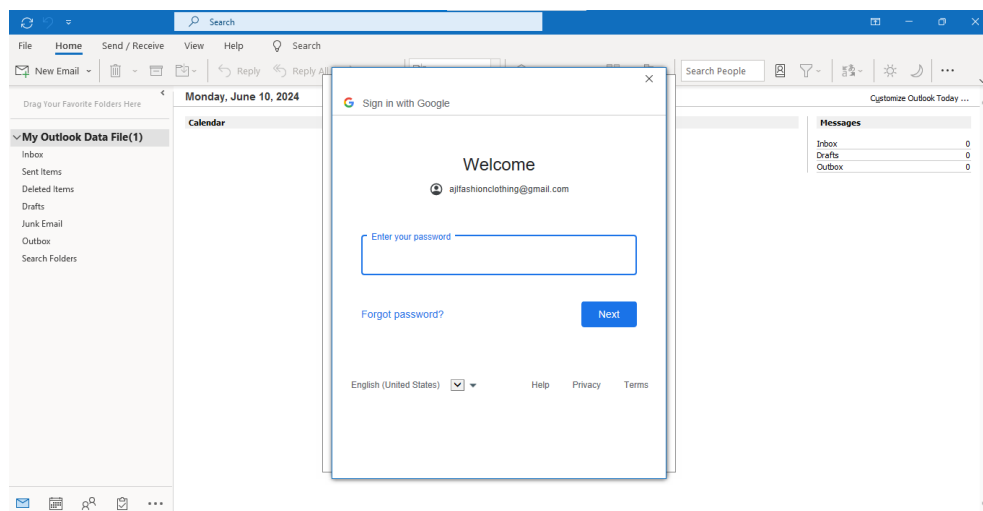 Search
File Home Send / Receive View Help Search
New Email Reply Reply All Search People
Drag Your Favorite Folders Here
My Outlook Data File(1)
Inbox
Sent Items
Deleted Items
Drafts
Junk Email
Outbox
Search Folders
Monday, June 10, 2024
Customize Outlook Today ...
Calendar
Messages
Inbox 0
Drafts 0
Outbox 0
Sign in with Google
Welcome
ajlfashionclothing@gmail.com
Enter your password
Forgot password?
Next
English (United States) Help Privacy Terms